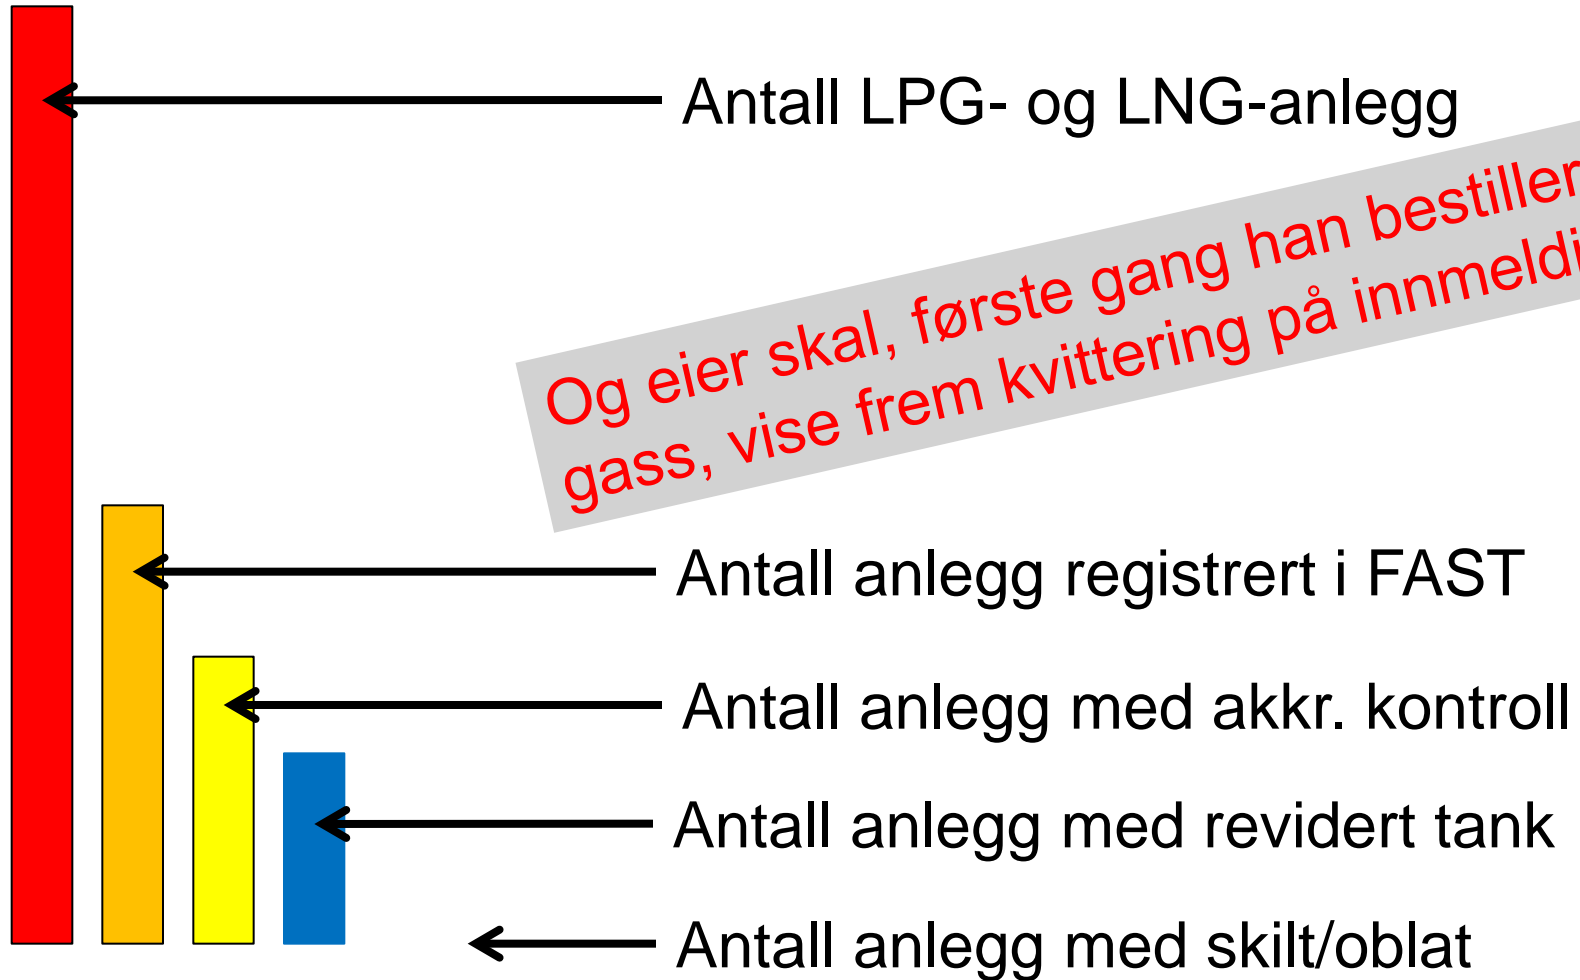 Antall LPG- og LNG-anlegg
Og eier skal, første gang han bestiller
gass, vise frem kvittering på
Antall anlegg registrert i FAST
Antall anlegg med akkr. kontroll
Antall anlegg med revidert tank
Antall anlegg med skilt/oblat